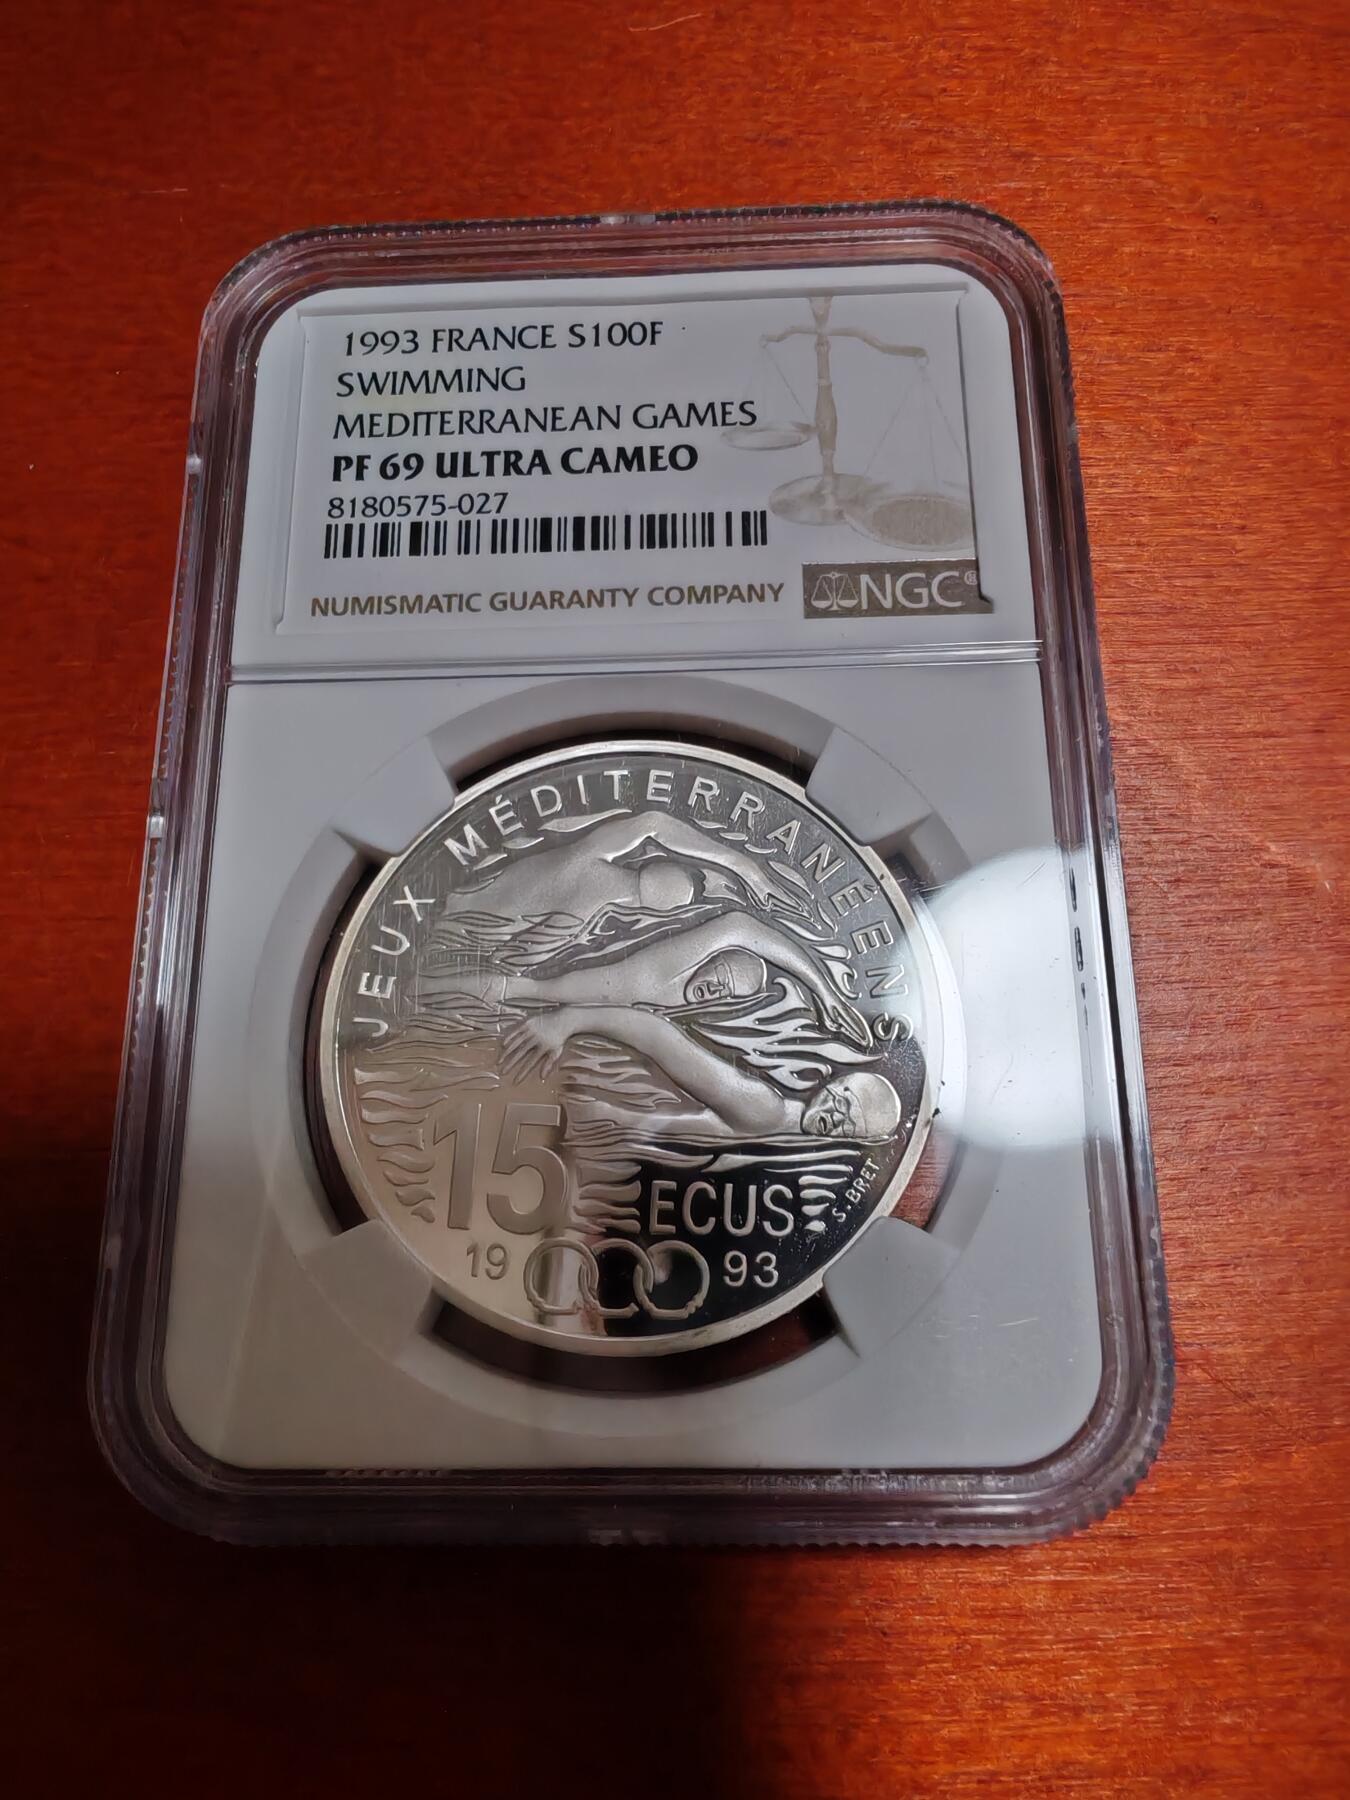 1993 FRANCE S100F
SWIMMING
MEDITERRANEAN GAMES
PF 69 ULTRA CAMEO
8180575-027
NUMISMATIC GUARANTY COMPANY
NGC®
JEUX MÉDITERRANÉENS
15 ECUS
S. BRET
19 93